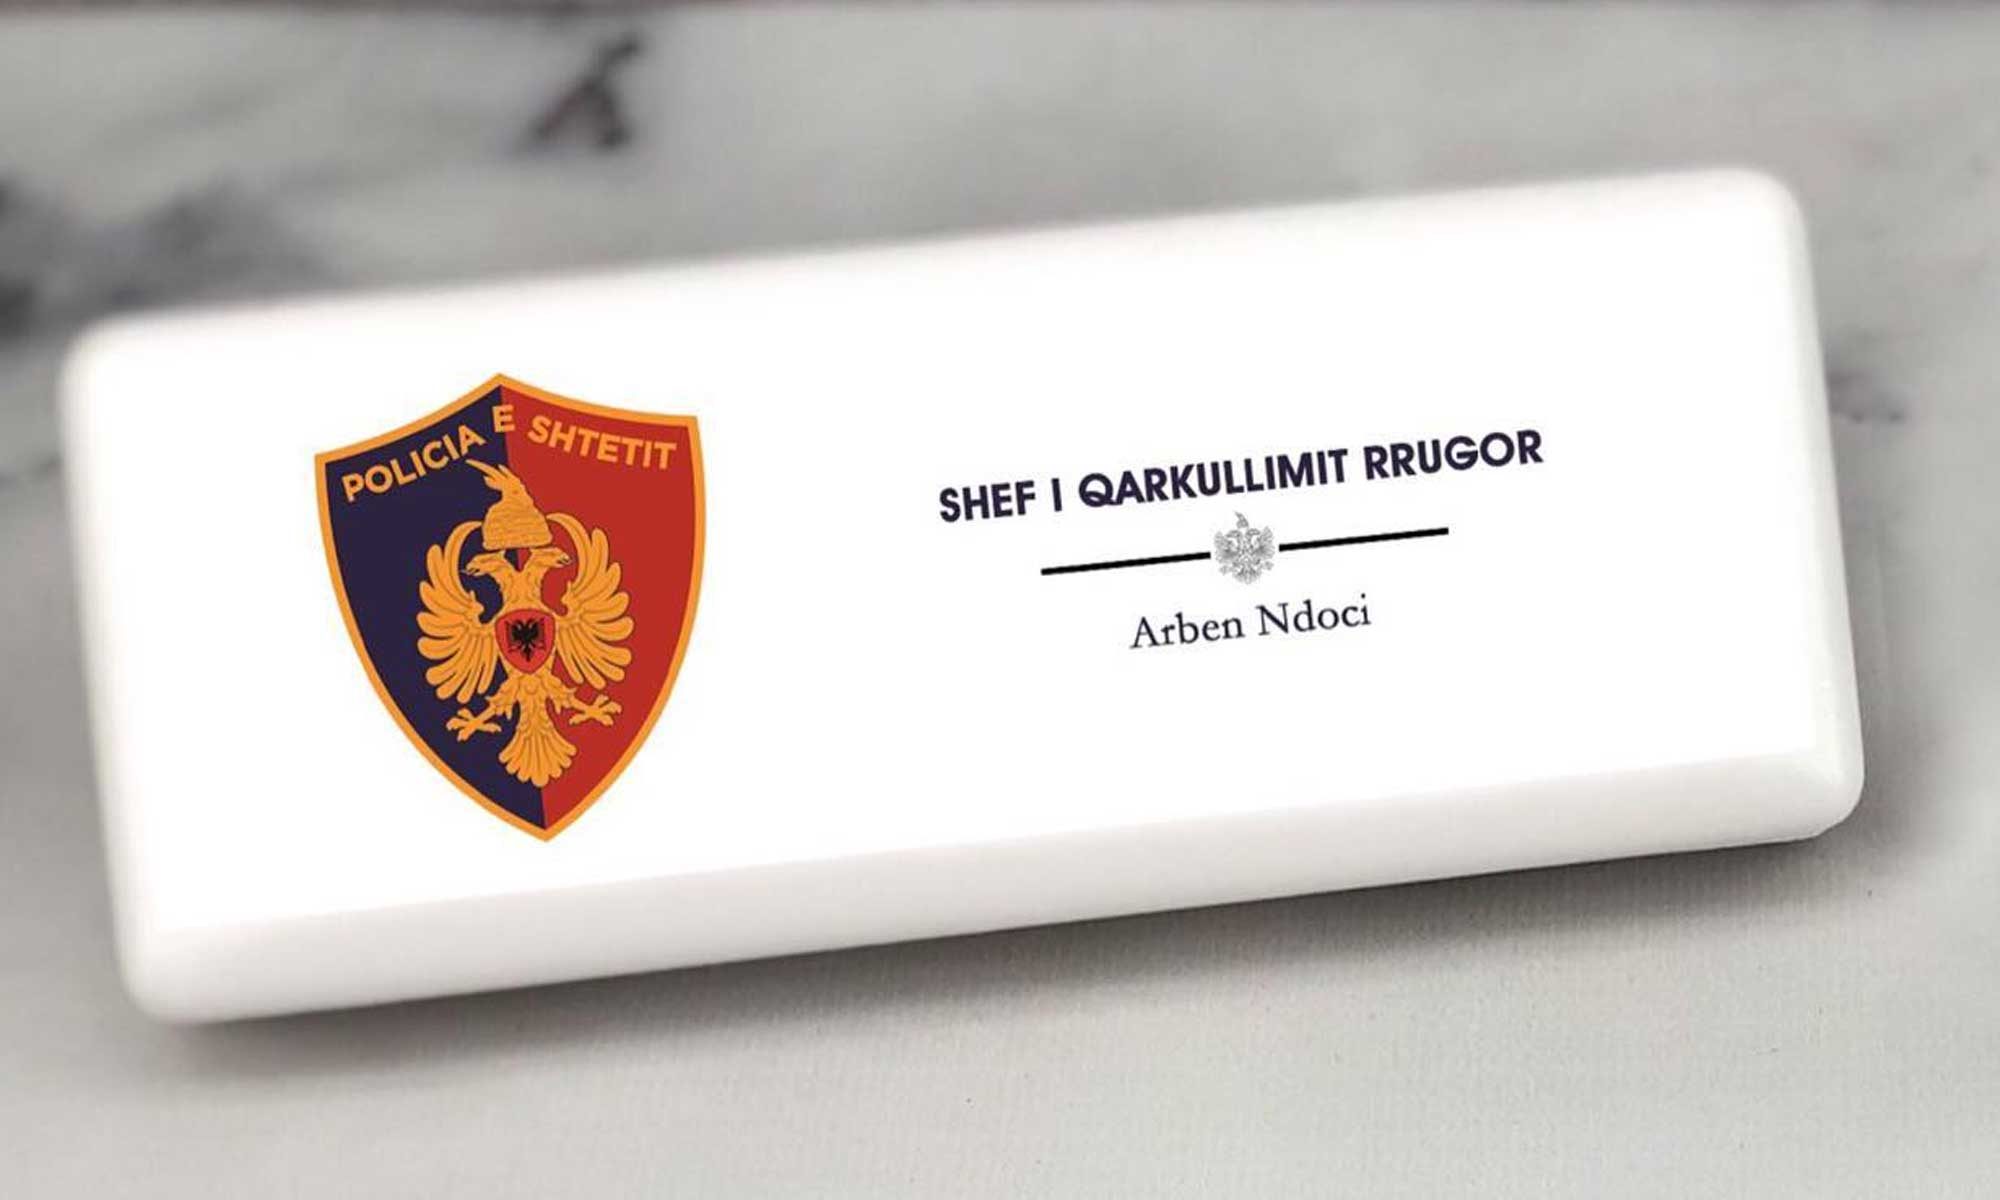 POLICIA E SHTETIT
SHEF I QARKULLIMIT RRUGOR
Arben Ndoci